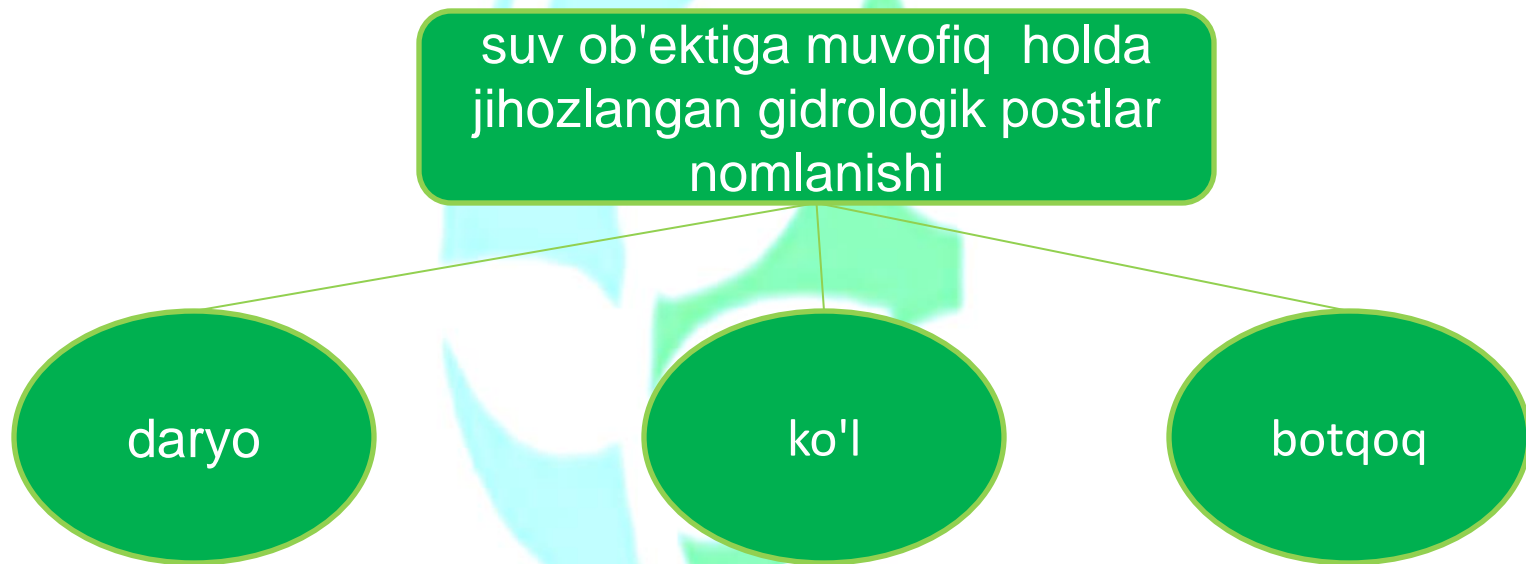 suv ob'ektiga muvofiq  holda
jihozlangan gidrologik postlar
nomlanishi
daryo
ko'l
botqoq